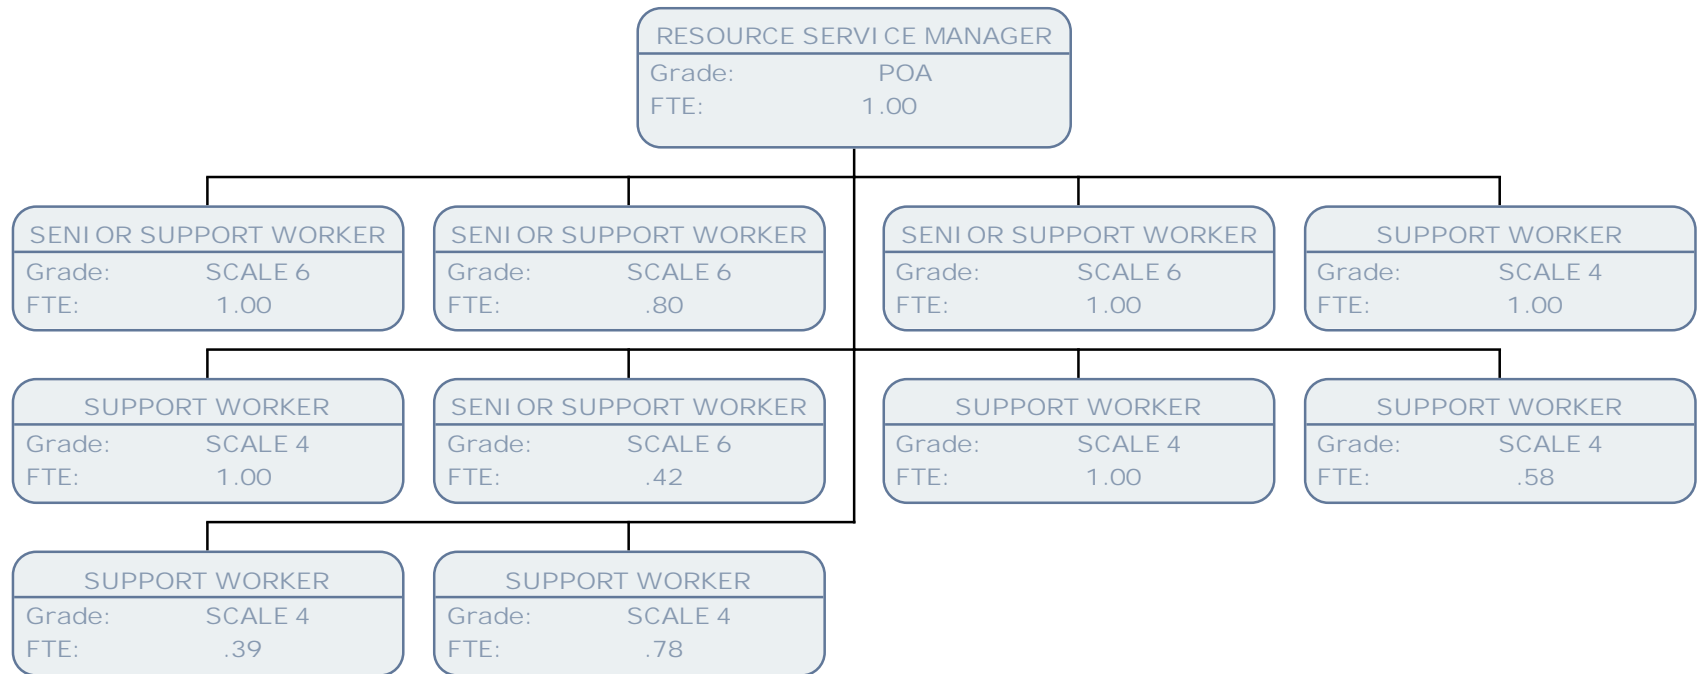 RESOURCE SERVICE MANAGER
Grade: POA
FTE: 1.00
SENIOR SUPPORT WORKER
Grade: SCALE 6
FTE: 1.00
SENIOR SUPPORT WORKER
Grade: SCALE 6
FTE: .80
SENIOR SUPPORT WORKER
Grade: SCALE 6
FTE: 1.00
SUPPORT WORKER
Grade: SCALE 4
FTE: 1.00
SUPPORT WORKER
Grade: SCALE 4
FTE: 1.00
SENIOR SUPPORT WORKER
Grade: SCALE 6
FTE: .42
SUPPORT WORKER
Grade: SCALE 4
FTE: 1.00
SUPPORT WORKER
Grade: SCALE 4
FTE: .58
SUPPORT WORKER
Grade: SCALE 4
FTE: .39
SUPPORT WORKER
Grade: SCALE 4
FTE: .78